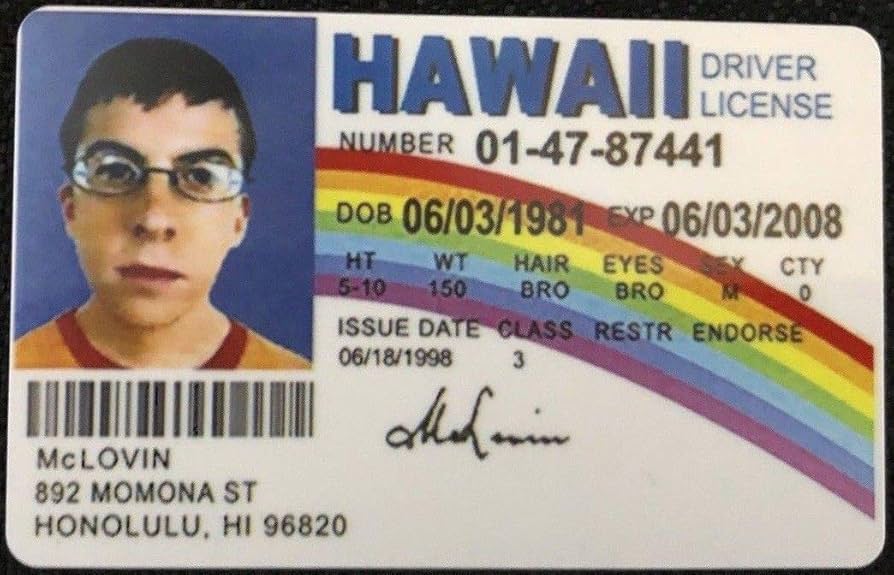 HAWAII DRIVER LICENSE
NUMBER 01-47-87441
DOB 06/03/1981 EXP 06/03/2008
HT WT HAIR EYES SEX CTY
5-10 150 BRO BRO M 0
ISSUE DATE CLASS RESTR ENDORSE
06/18/1998 3
McLovin
McLOVIN
892 MOMONA ST
HONOLULU, HI 96820